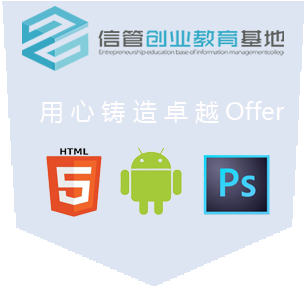 信管创业教育基地
Entrepreneurship education base of information managementcolleg
用心铸造卓越Offer
HTML
5
Ps